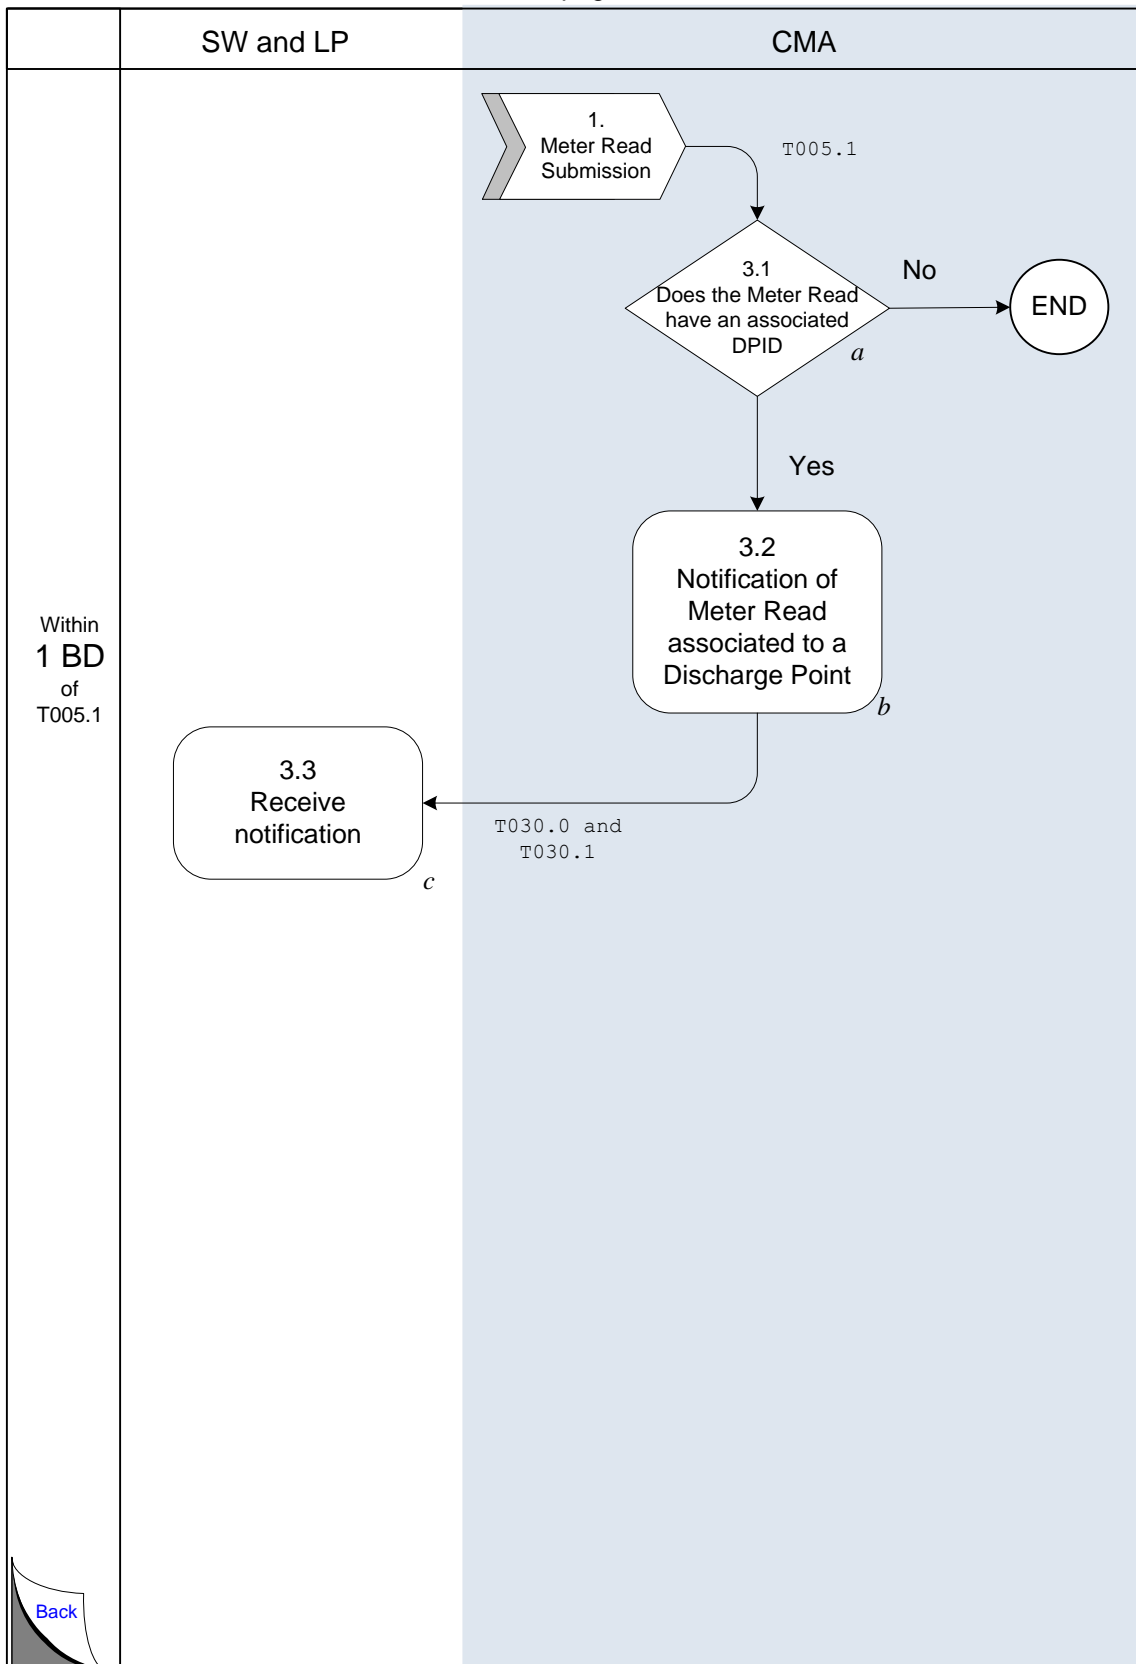 SW and LP
CMA
1.
Meter Read
Submission
T005.1
3.1
Does the Meter Read
have an associated
DPID
a
No
END
Yes
3.2
Notification of
Meter Read
associated to a
Discharge Point
b
Within
1 BD
of
T005.1
3.3
Receive
notification
c
T030.0 and
T030.1
Back